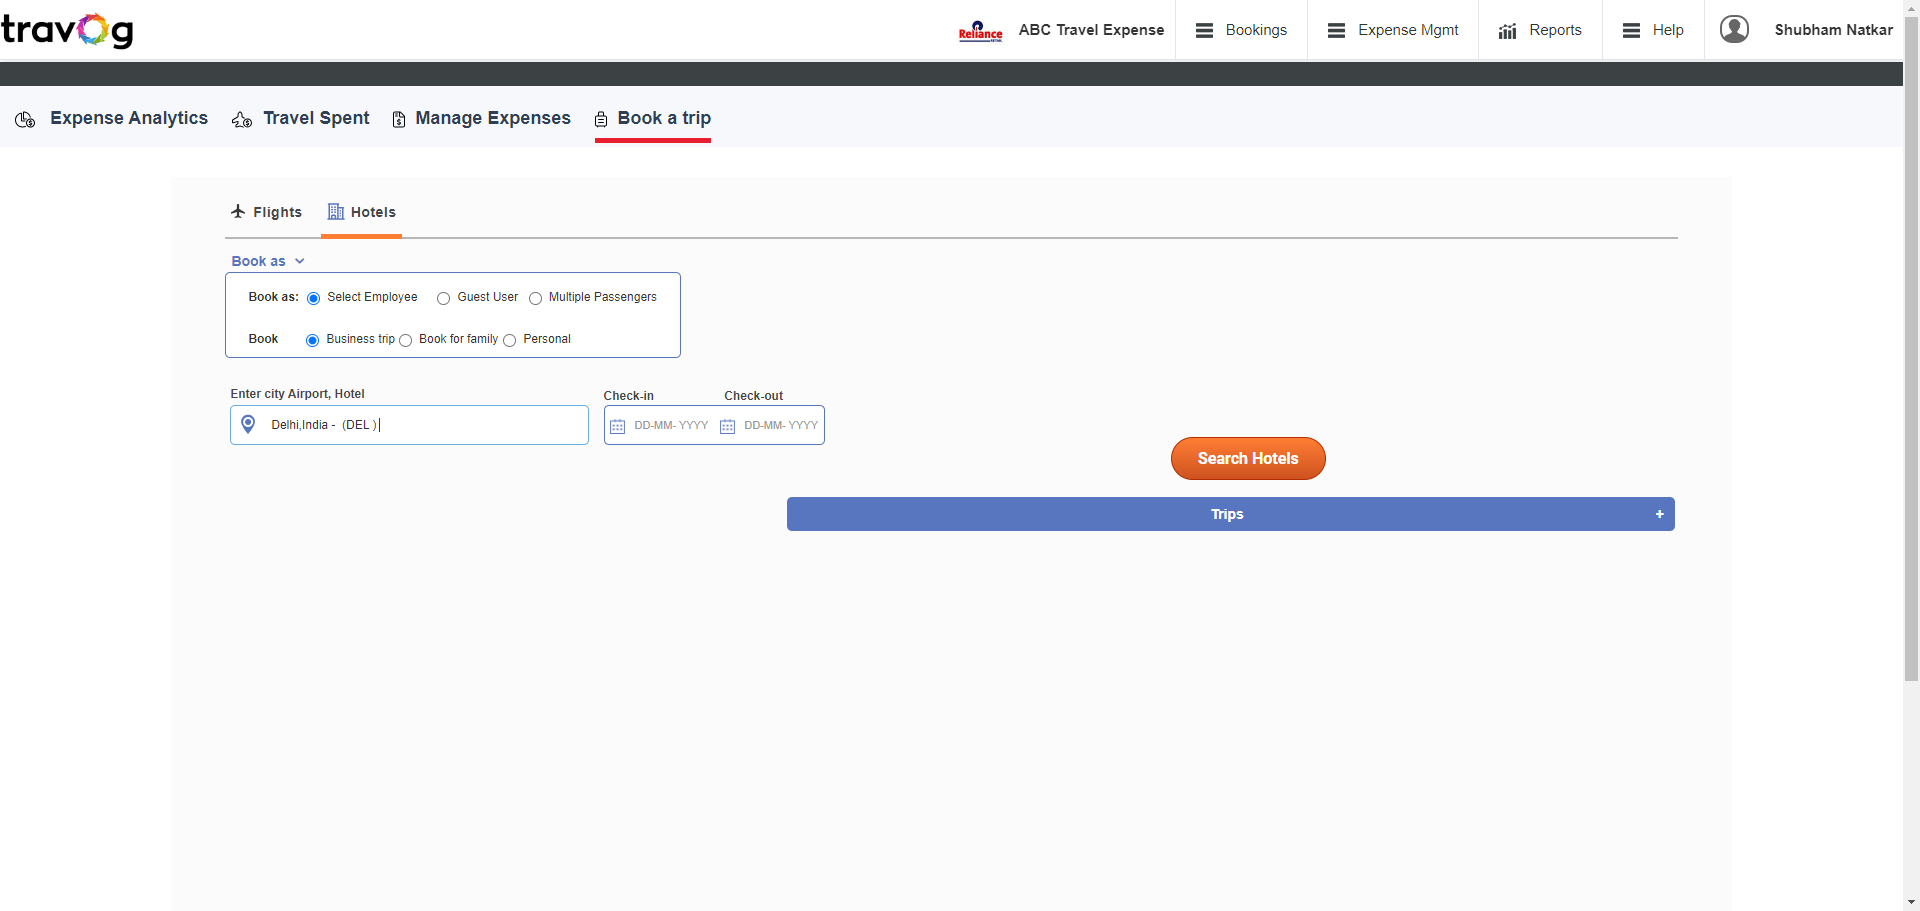 travog
Reliance
RETAIL
ABC Travel Expense
Bookings
Expense Mgmt
Reports
Help
Shubham Natkar
Expense Analytics
Travel Spent
Manage Expenses
Book a trip
Flights
Hotels
Book as
Book as: Select Employee Guest User Multiple Passengers
Book Business trip Book for family Personal
Enter city Airport, Hotel
Check-in
Check-out
Delhi,India - (DEL )
DD-MM- YYYY
DD-MM- YYYY
Search Hotels
Trips +